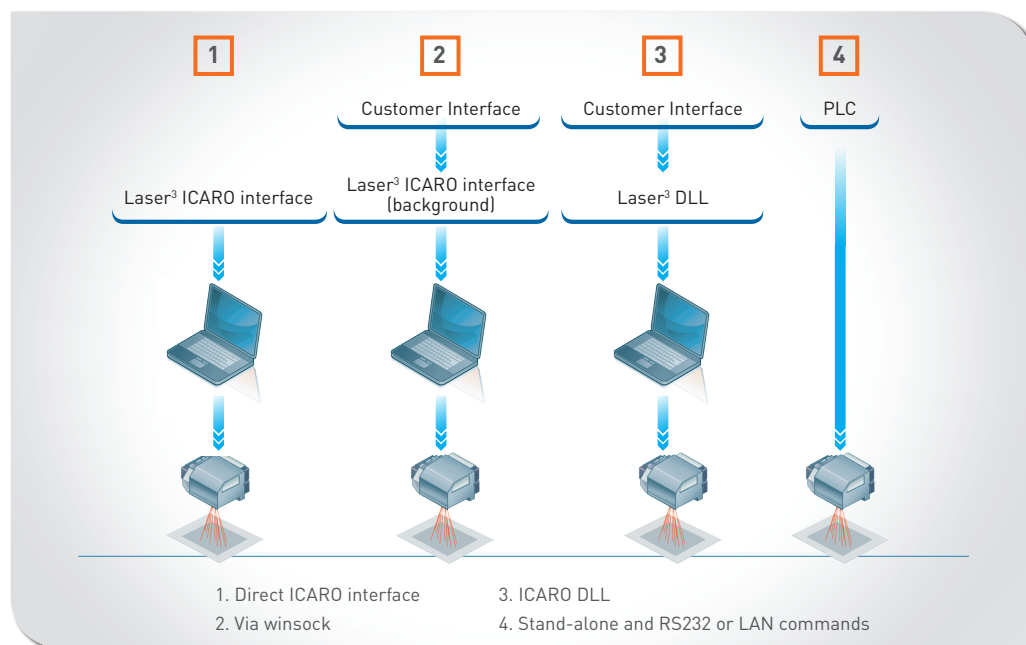 1
2
3
4
Customer Interface
Customer Interface
PLC
Laser³ ICARO interface
Laser³ ICARO interface
(background)
Laser³ DLL
1. Direct ICARO interface
2. Via winsock
3. ICARO DLL
4. Stand-alone and RS232 or LAN commands